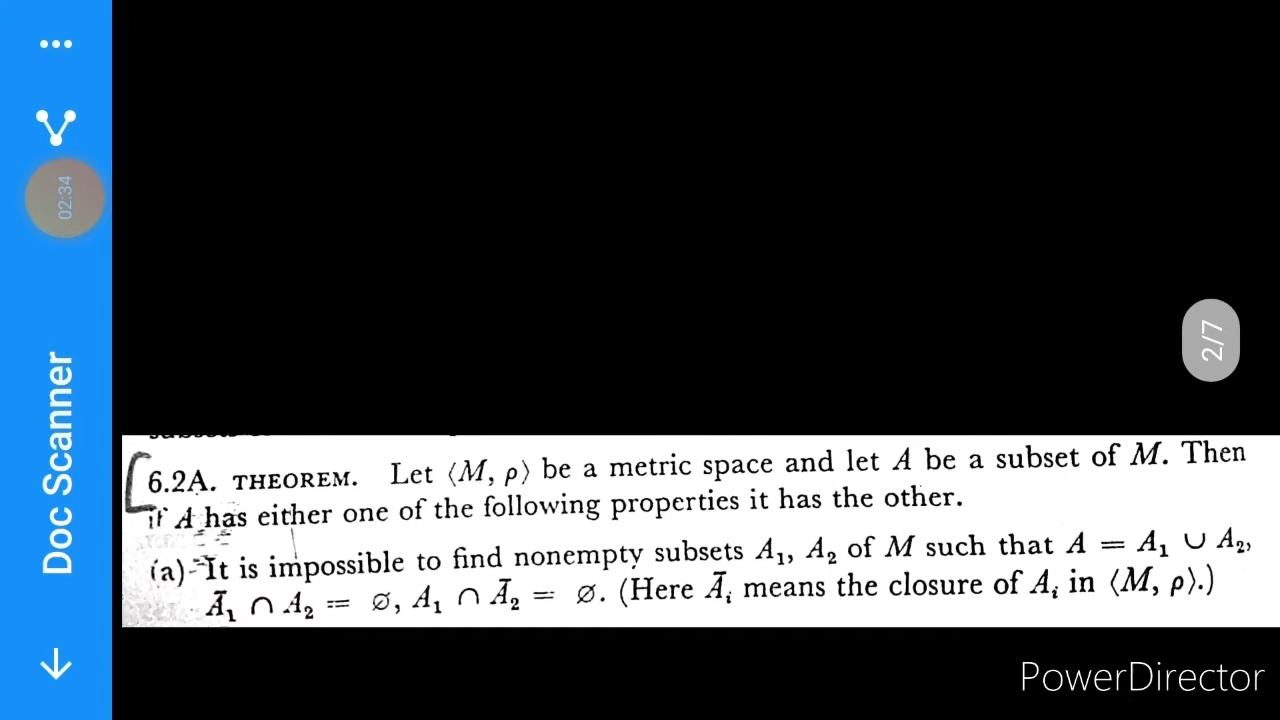 ...
02:34
Doc Scanner
6.2A. THEOREM. Let ⟨M, ρ⟩ be a metric space and let A be a subset of M. Then
if A has either one of the following properties it has the other.
(a) It is impossible to find nonempty subsets A₁, A₂ of M such that A = A₁ ∪ A₂,
Ā₁ ∩ A₂ = ∅, A₁ ∩ Ā₂ = ∅. (Here Āᵢ means the closure of Aᵢ in ⟨M, ρ⟩.)
2/7
PowerDirector